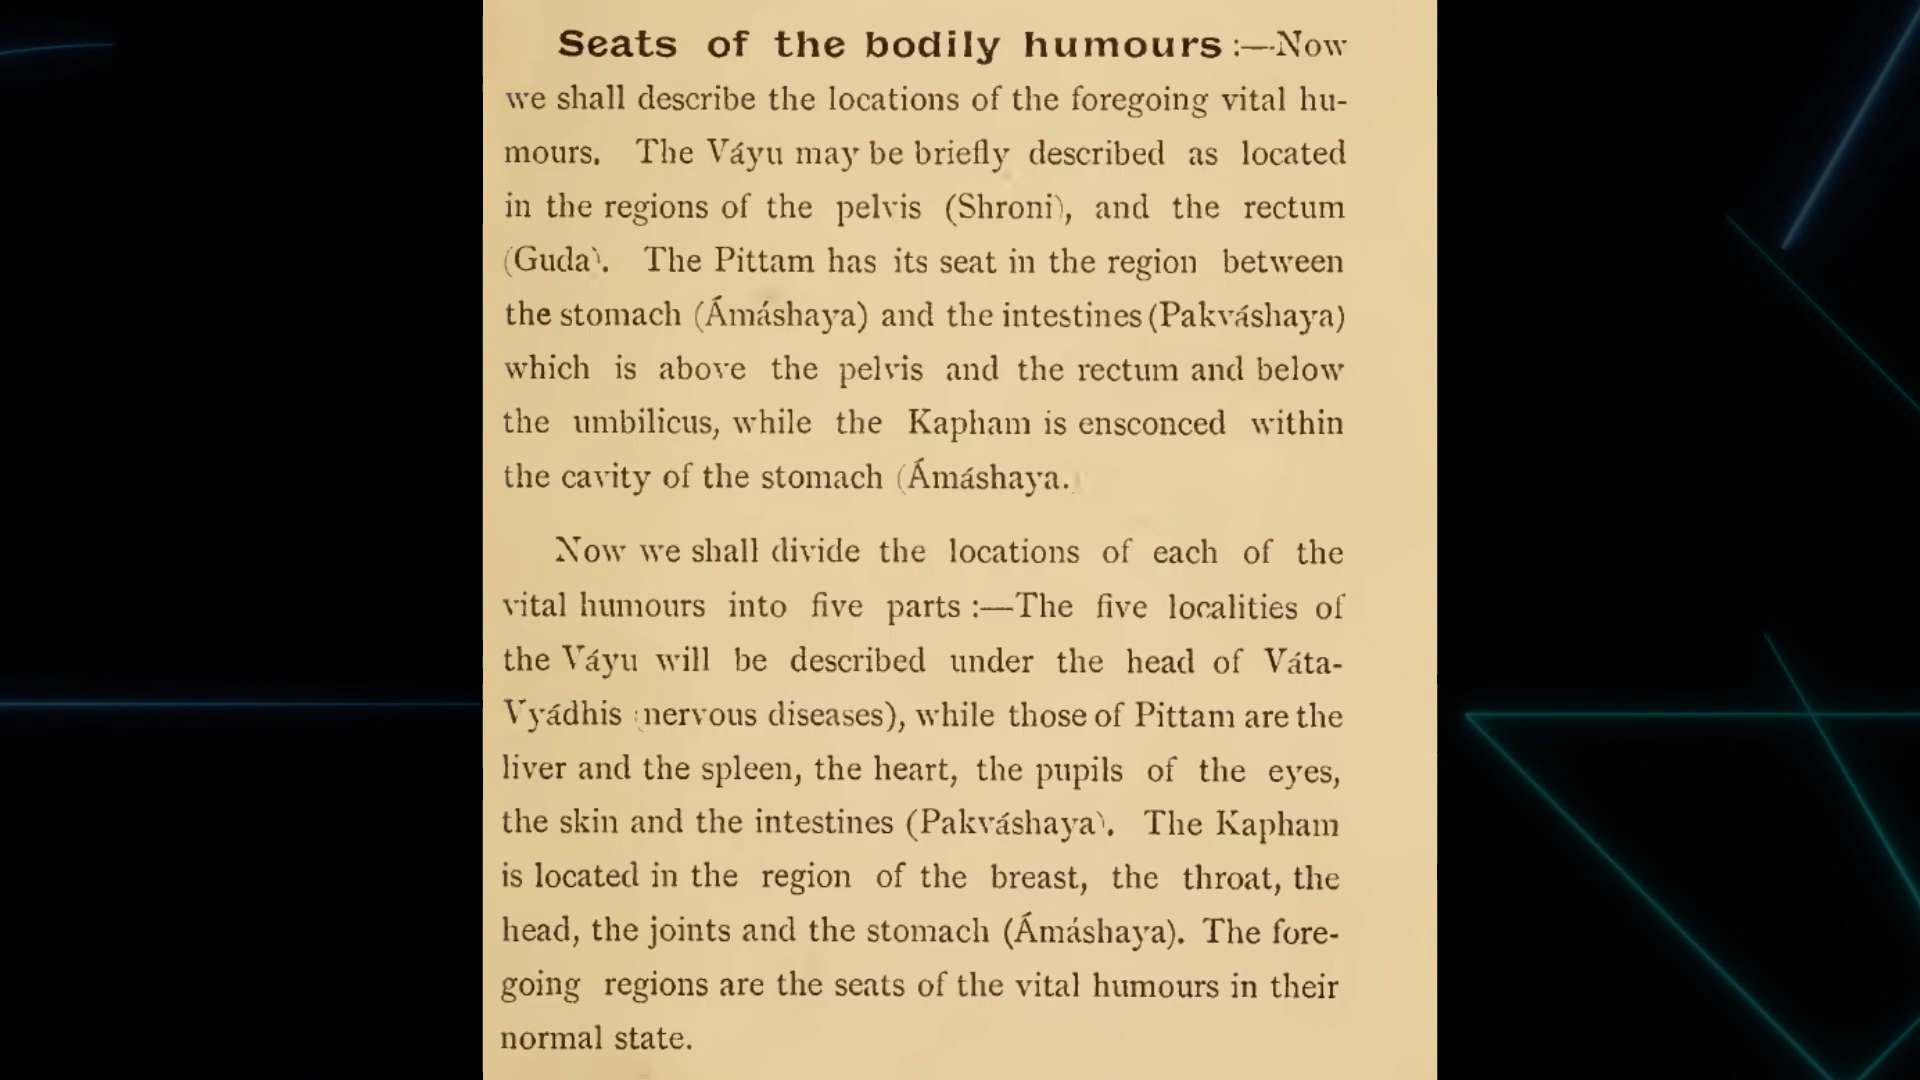 Seats of the bodily humours :—Now
we shall describe the locations of the foregoing vital hu-
mours. The Váyu may be briefly described as located
in the regions of the pelvis (Shroni), and the rectum
(Guda). The Pittam has its seat in the region between
the stomach (Ámáshaya) and the intestines (Pakváshaya)
which is above the pelvis and the rectum and below
the umbilicus, while the Kapham is ensconced within
the cavity of the stomach (Ámáshaya.)
Now we shall divide the locations of each of the
vital humours into five parts :—The five localities of
the Váyu will be described under the head of Váta-
Vyádhis (nervous diseases), while those of Pittam are the
liver and the spleen, the heart, the pupils of the eyes,
the skin and the intestines (Pakváshaya). The Kapham
is located in the region of the breast, the throat, the
head, the joints and the stomach (Ámáshaya). The fore-
going regions are the seats of the vital humours in their
normal state.